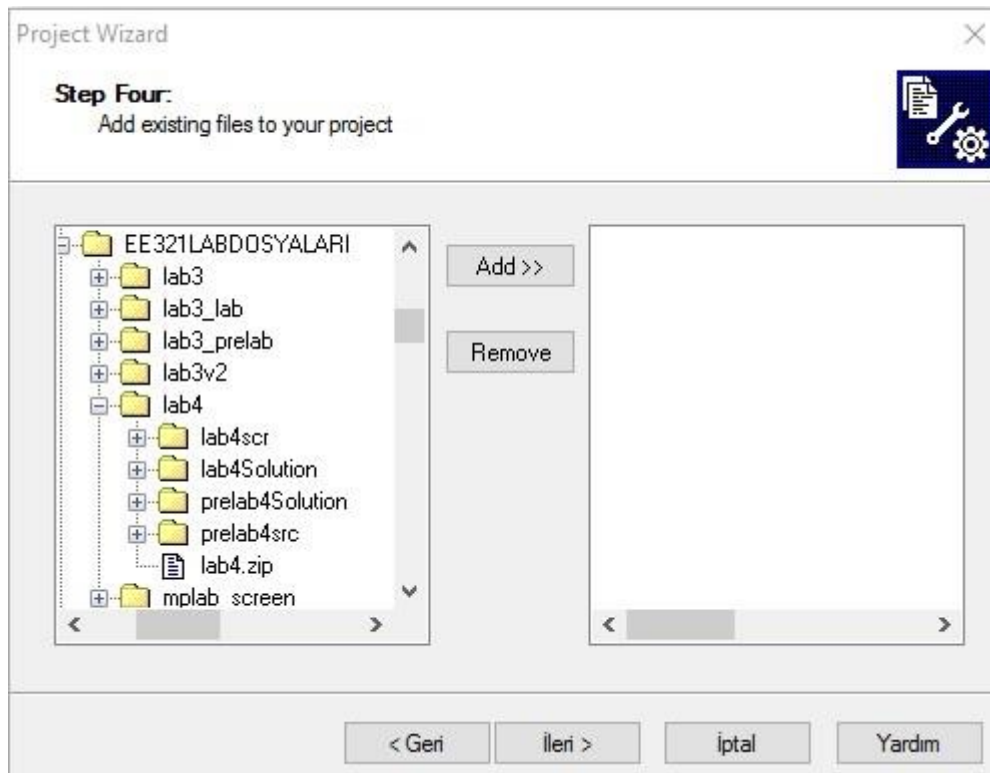 Project Wizard
Step Four:
Add existing files to your project
EE321LABDOSYALARI
lab3
lab3_lab
lab3_prelab
lab3v2
lab4
lab4scr
lab4Solution
prelab4Solution
prelab4src
lab4.zip
mplab_screen
Add >>
Remove
< Geri
İleri >
İptal
Yardım